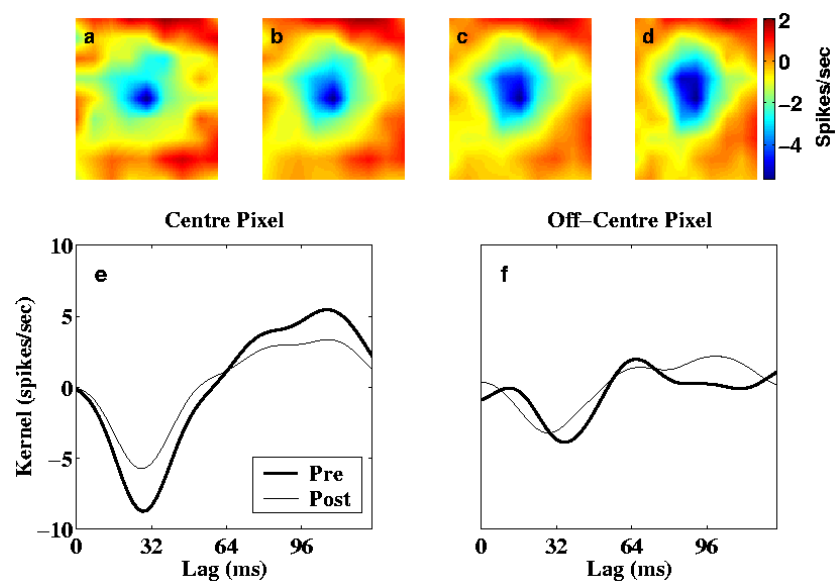 a
b
c
d
2
0
−2
−4
Spikes/sec
Centre Pixel
Off−Centre Pixel
10
5
0
−5
−10
Kernel (spikes/sec)
e
Pre
Post
0
32
64
96
Lag (ms)
f
0
32
64
96
Lag (ms)